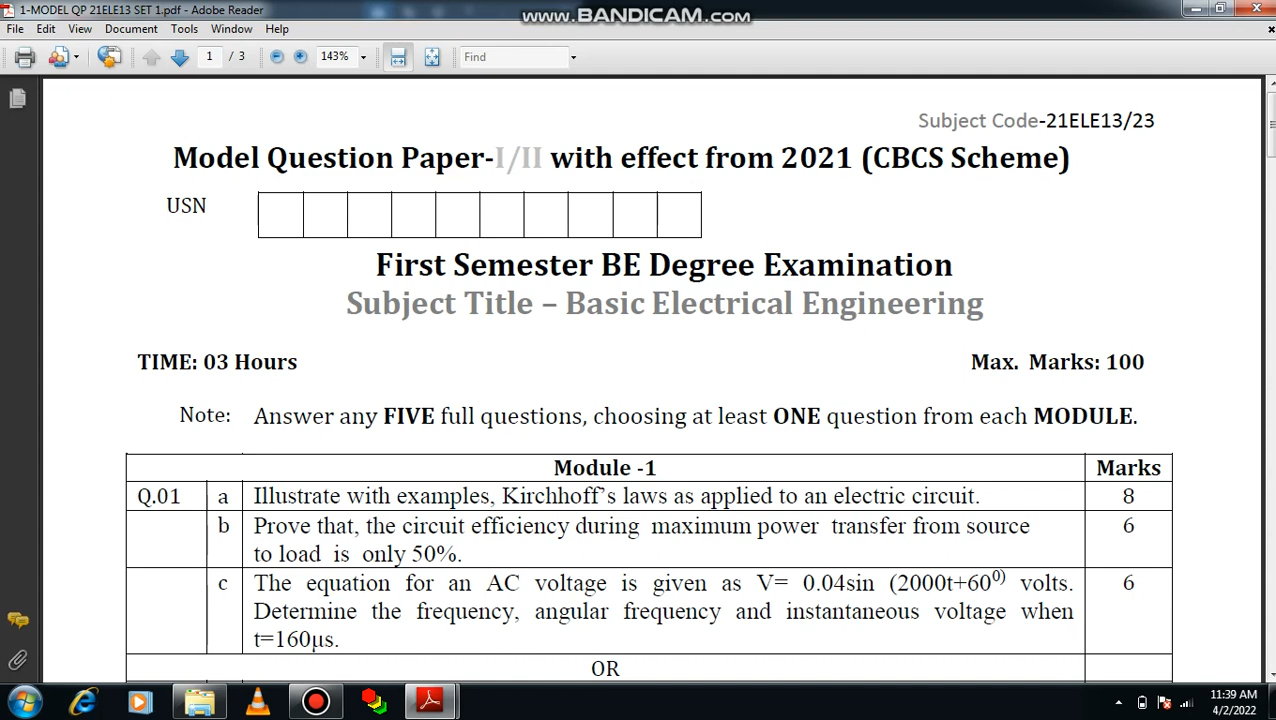 1-MODEL QP 21ELE13 SET 1.pdf - Adobe Reader
www.BANDICAM.com
File Edit View Document Tools Window Help
1 / 3 143% Find
Subject Code-21ELE13/23
Model Question Paper-I/II with effect from 2021 (CBCS Scheme)
USN
First Semester BE Degree Examination
Subject Title – Basic Electrical Engineering
TIME: 03 Hours Max. Marks: 100
Note: Answer any FIVE full questions, choosing at least ONE question from each MODULE.
Module -1 Marks
Q.01 a Illustrate with examples, Kirchhoff's laws as applied to an electric circuit. 8
b Prove that, the circuit efficiency during maximum power transfer from source 6
to load is only 50%.
c The equation for an AC voltage is given as V= 0.04sin (2000t+60⁰⁾ volts. 6
Determine the frequency, angular frequency and instantaneous voltage when
t=160μs.
OR
11:39 AM
4/2/2022